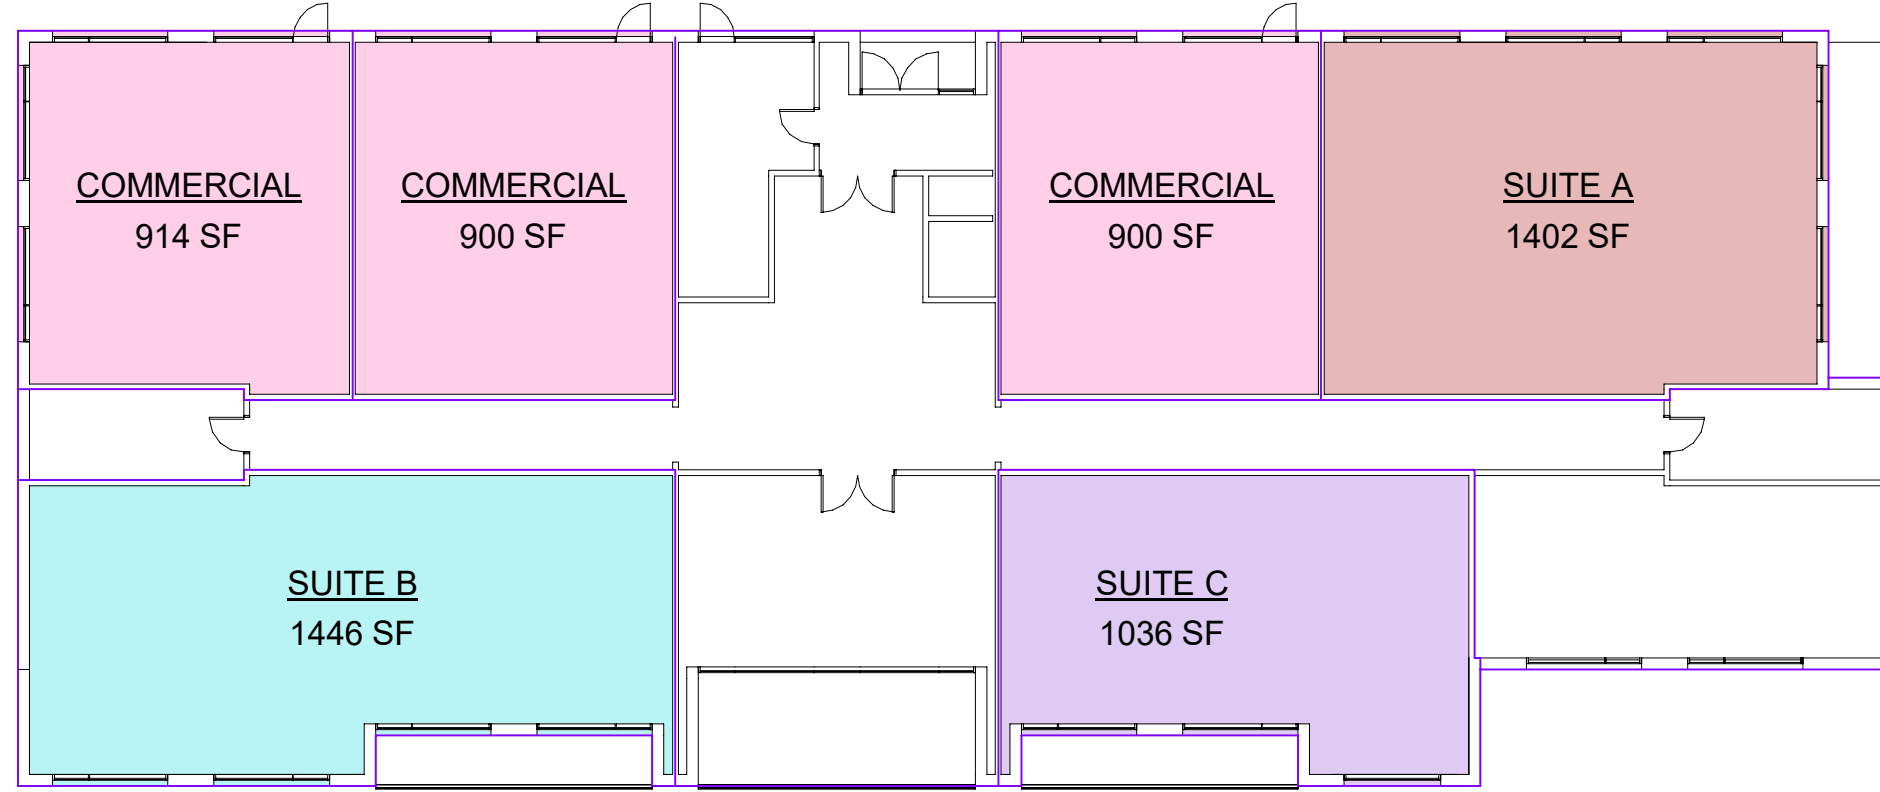 COMMERCIAL
914 SF
COMMERCIAL
900 SF
COMMERCIAL
900 SF
SUITE A
1402 SF
SUITE B
1446 SF
SUITE C
1036 SF